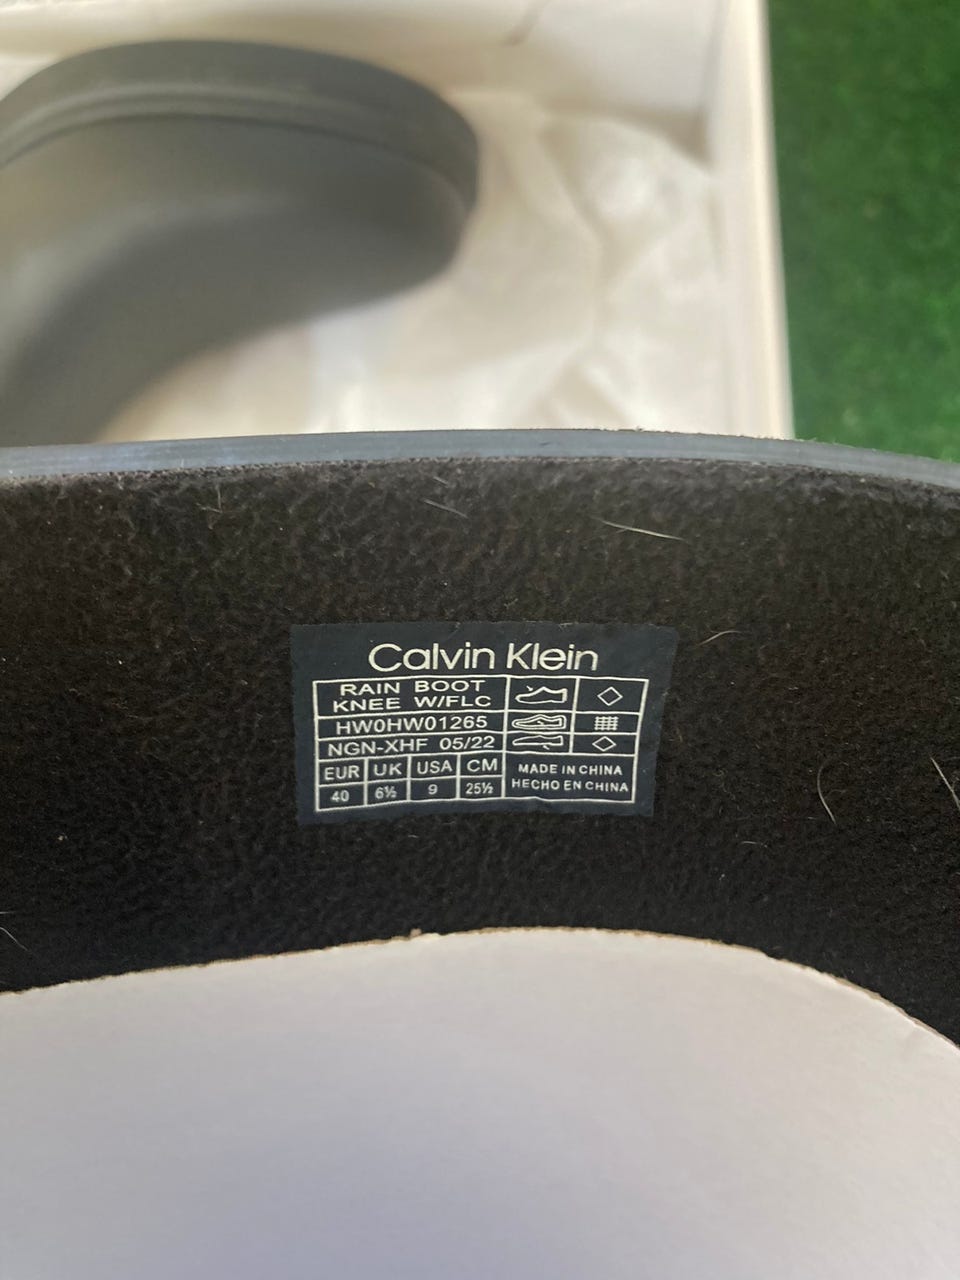 Calvin Klein
RAIN BOOT
KNEE W/FLC
HW0HW01265
NGN-XHF 05/22
EUR UK USA CM
40 6½ 9 25½
MADE IN CHINA
HECHO EN CHINA